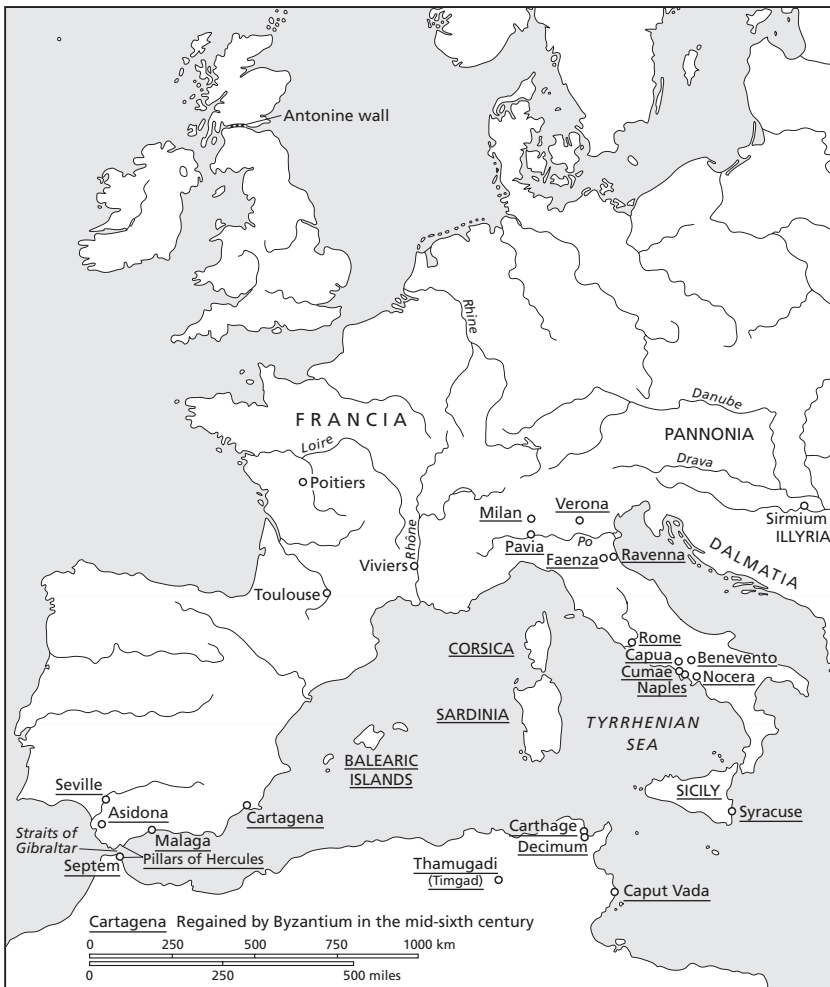 Antonine wall
Rhine
Danube
FRANCIA
PANNONIA
Loire
Drava
Poitiers
Milan
Verona
Sirmium
ILLYRIA
Rhône
Pavia
Po
DALMATIA
Viviers
Faenza
Ravenna
Toulouse
CORSICA
Rome
Capua
Benevento
Cumae
Nocera
Naples
SARDINIA
TYRRHENIAN
SEA
BALEARIC
ISLANDS
Seville
SICILY
Asidona
Cartagena
Syracuse
Straits of
Gibraltar
Malaga
Carthage
Decimum
Pillars of Hercules
Septem
Thamugadi
(Timgad)
Caput Vada
Cartagena Regained by Byzantium in the mid-sixth century
0 250 500 750 1000 km
0 250 500 miles